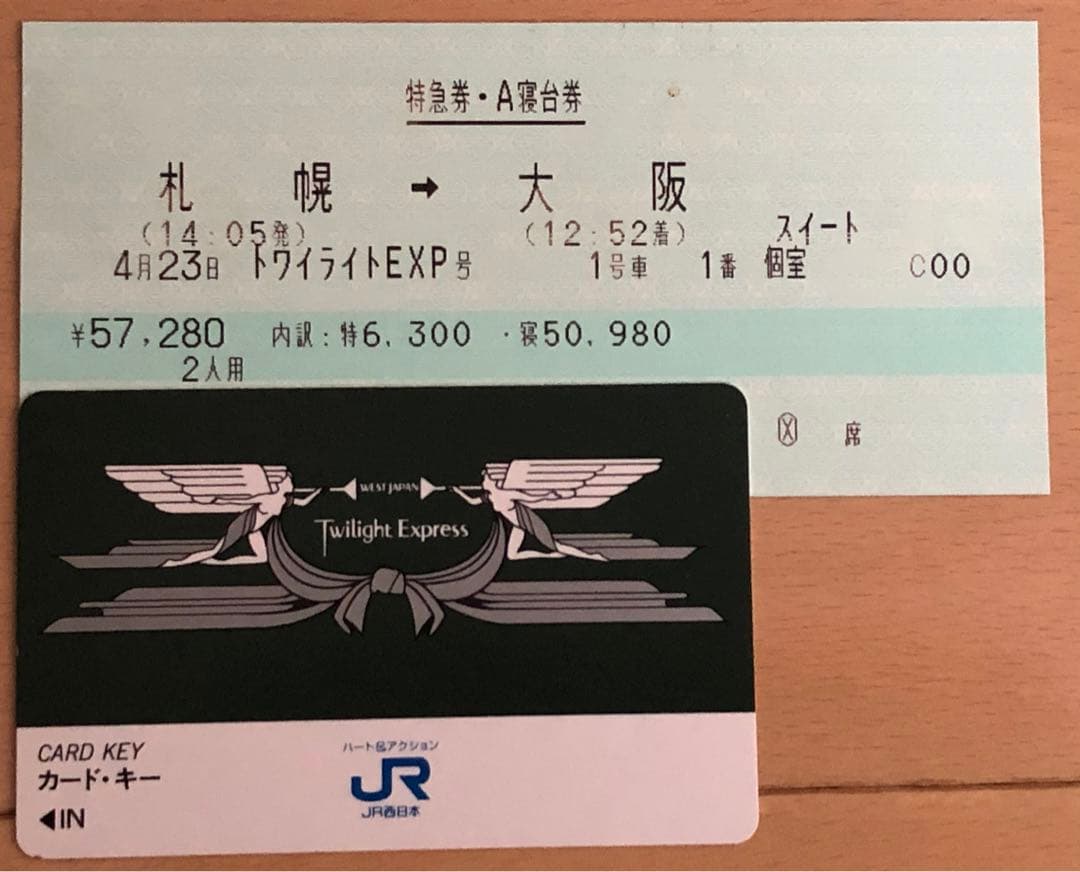 特急券・A寝台券
札 幌 → 大 阪
(14:05発) (12:52着) スイート
4月23日 トワイライトEXP号 1号車 1番 個室 C00
¥57,280 内訳:特6,300 ・寝50,980
2人用
Ⓧ 席
WEST JAPAN
Twilight Express
CARD KEY
カード・キー
◀IN
ハート&アクション
JR
JR西日本